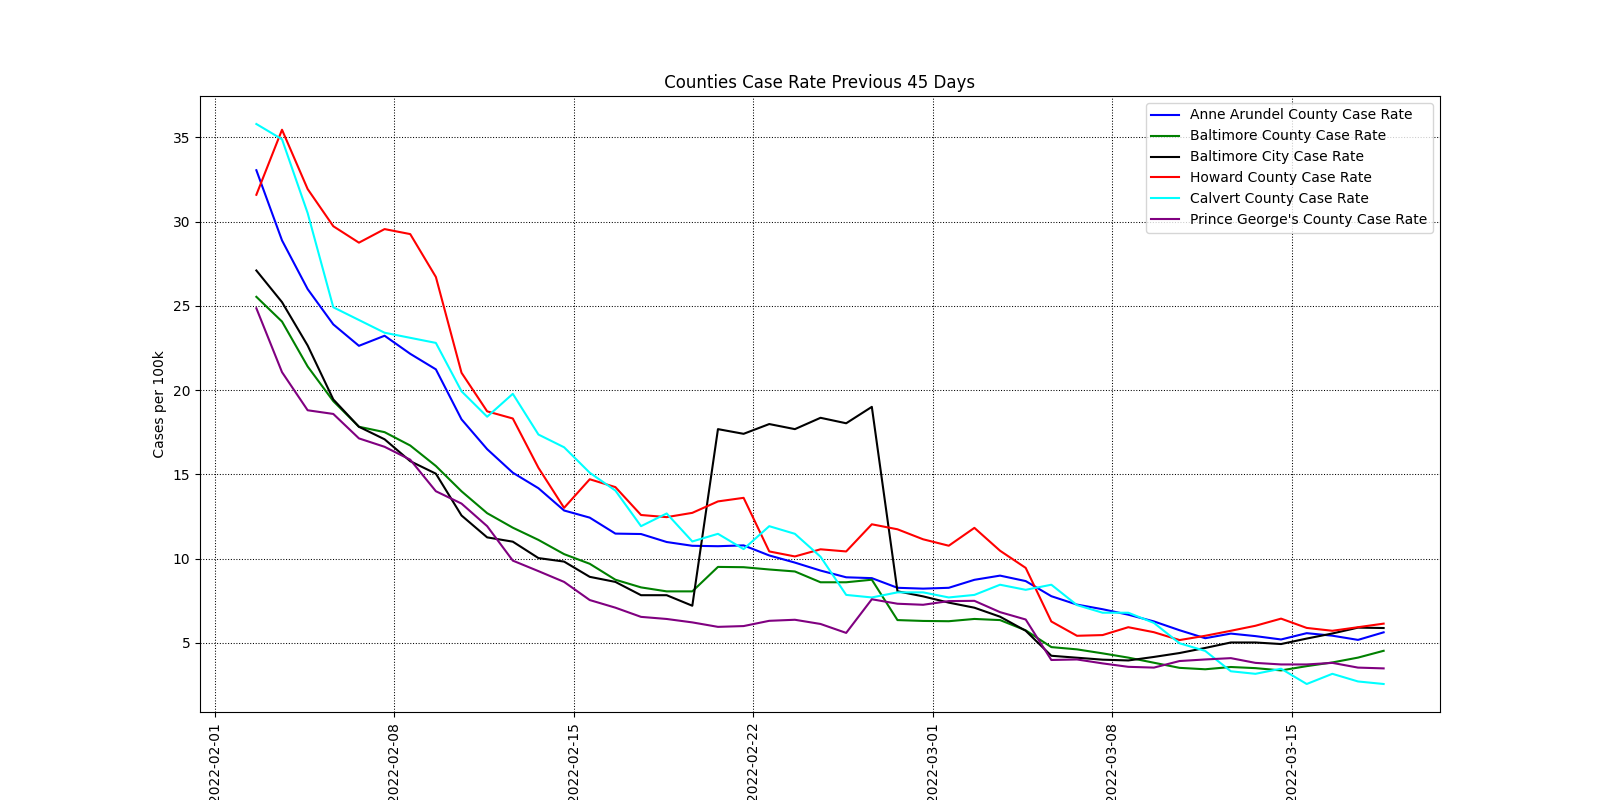 Counties Case Rate Previous 45 Days
Anne Arundel County Case Rate
Baltimore County Case Rate
Baltimore City Case Rate
Howard County Case Rate
Calvert County Case Rate
Prince George's County Case Rate
Cases per 100k
35
30
25
20
15
10
5
2022-02-01
2022-02-08
2022-02-15
2022-02-22
2022-03-01
2022-03-08
2022-03-15